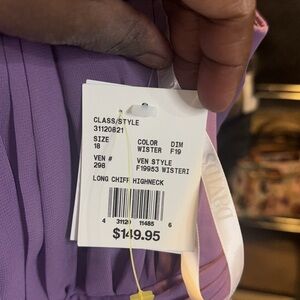 CLASS/STYLE
31120821
SIZE COLOR DIM
18 WISTER F19
VEN # VEN STYLE
298 F19953 WISTERI
LONG CHIFF HIGHNECK
4 31120 11485 6
$149.95